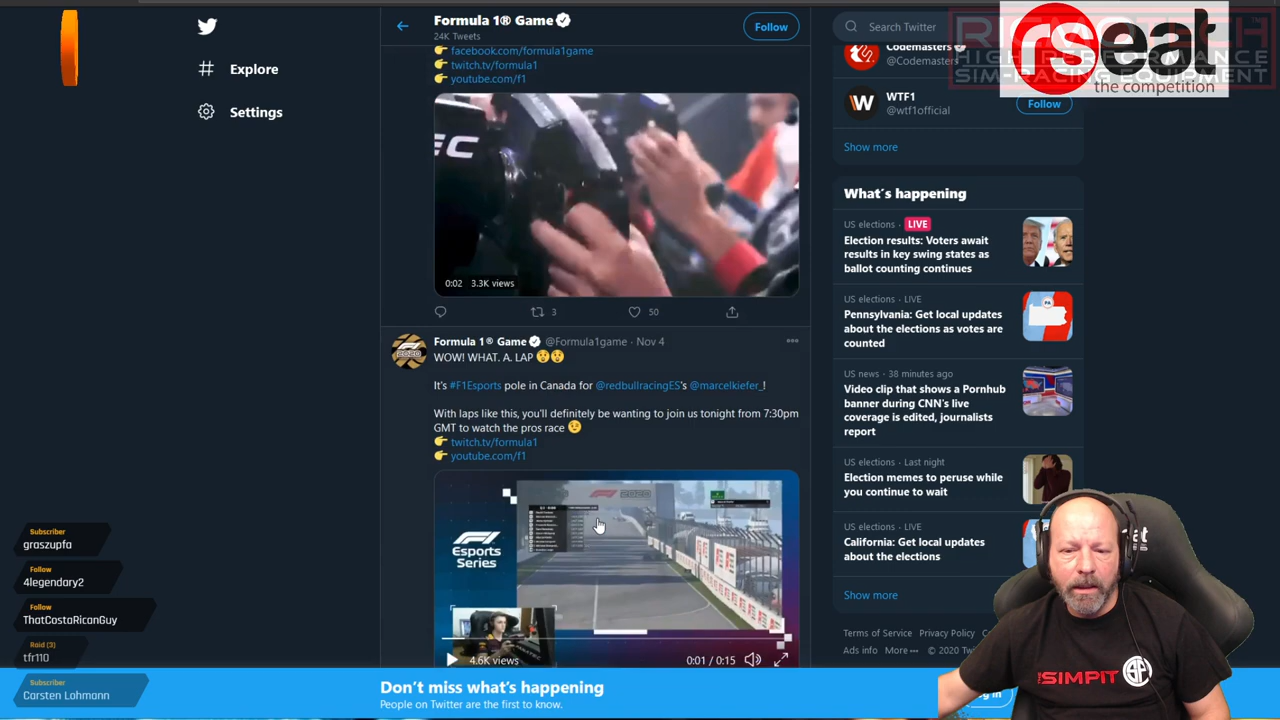 Explore
Settings
Formula 1® Game
24K Tweets
Follow
👉 facebook.com/formula1game
👉 twitch.tv/formula1
👉 youtube.com/f1
0:02 3.3K views
3 50
Formula 1® Game @Formula1game · Nov 4
WOW! WHAT. A. LAP 😲😲
It's #F1Esports pole in Canada for @redbullracingES's @marcelkiefer_!
With laps like this, you'll definitely be wanting to join us tonight from 7:30pm
GMT to watch the pros race 😉
👉 twitch.tv/formula1
👉 youtube.com/f1
Esports
Series
4.6K views
0:01 / 0:15
Search Twitter
rseat
the competition
HIGH PERFORMANCE
SIM-RACING EQUIPMENT
Codemasters
@Codemasters
WTF1
@wtf1official
Follow
Show more
What's happening
US elections · LIVE
Election results: Voters await
results in key swing states as
ballot counting continues
US elections · LIVE
Pennsylvania: Get local updates
about the elections as votes are
counted
US news · 38 minutes ago
Video clip that shows a Pornhub
banner during CNN's live
coverage is edited, journalists
report
US elections · Last night
Election memes to peruse while
you continue to wait
US elections · LIVE
California: Get local updates
about the elections
Show more
Terms of Service Privacy Policy
Ads info More ··· © 2020
Subscriber
graszupfa
Follow
4legendary2
Follow
ThatCostaRicanGuy
Raid (3)
tfr110
Subscriber
Carsten Lohmann
Don't miss what's happening
People on Twitter are the first to know.
SIMPIT